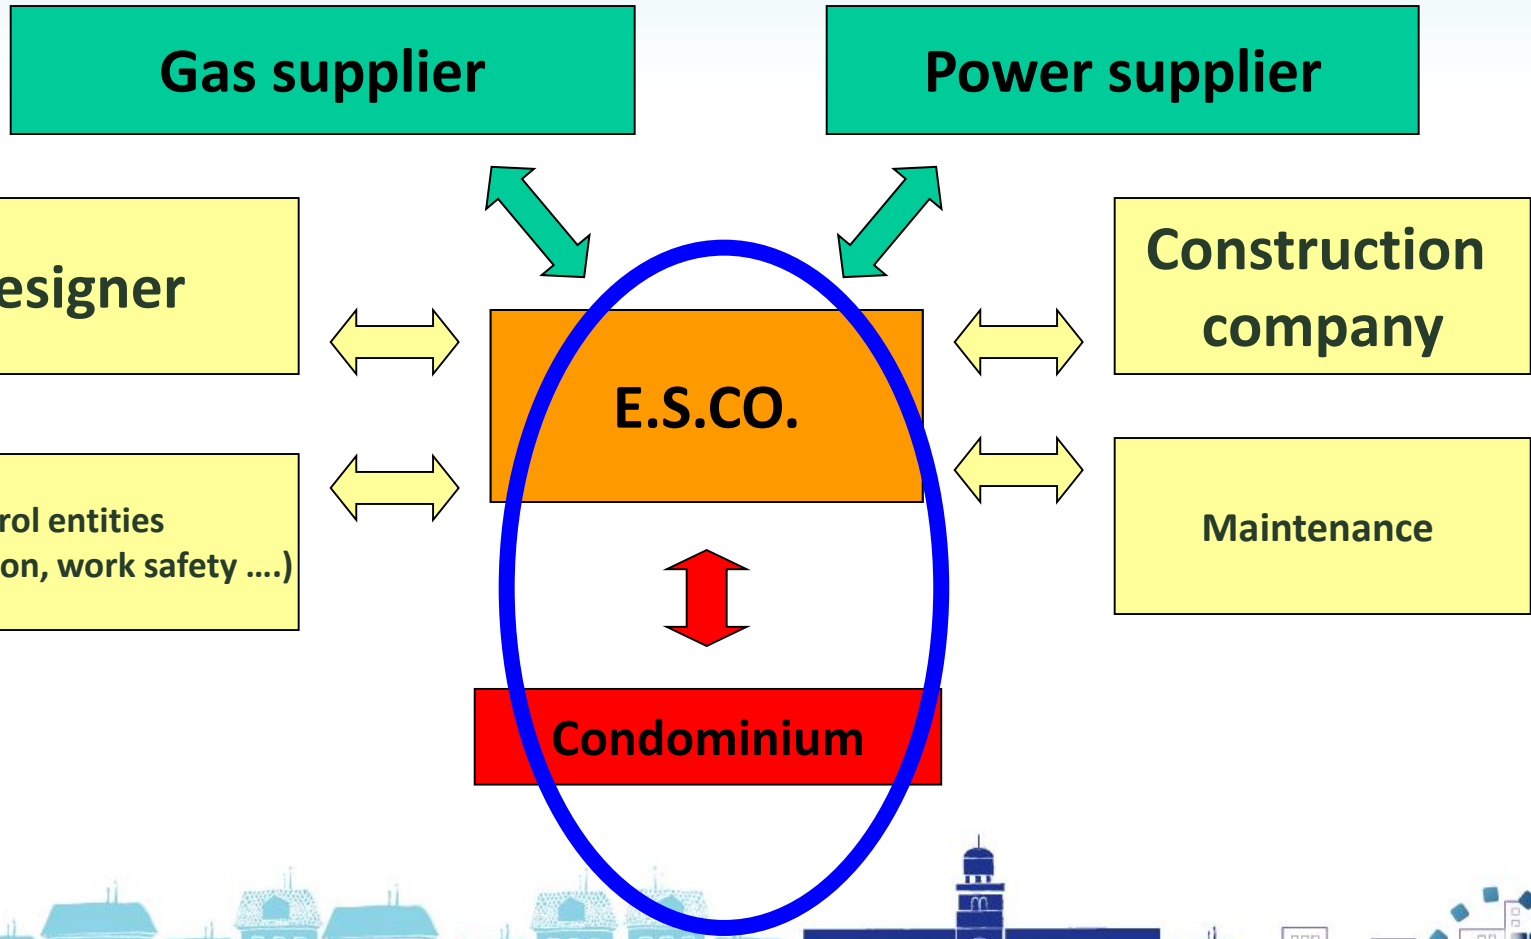 Gas supplier
Power supplier
esigner
Construction
company
E.S.CO.
rol entities
on, work safety ....)
Maintenance
Condominium